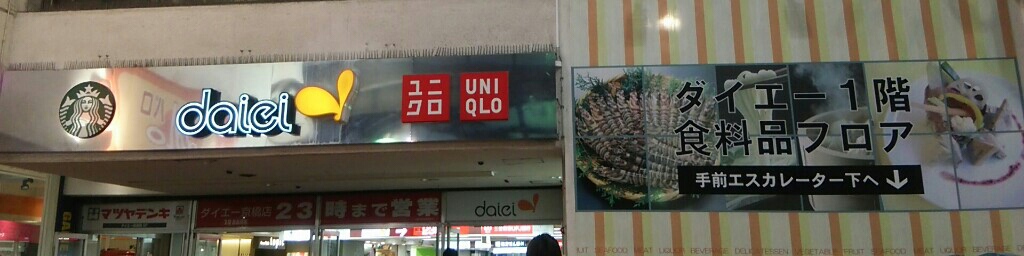 daiei
ユニクロ
UNIQLO
ダイエー1階
食料品フロア
手前エスカレーター下へ↓
マツヤデンキ
23時まで営業
daiei